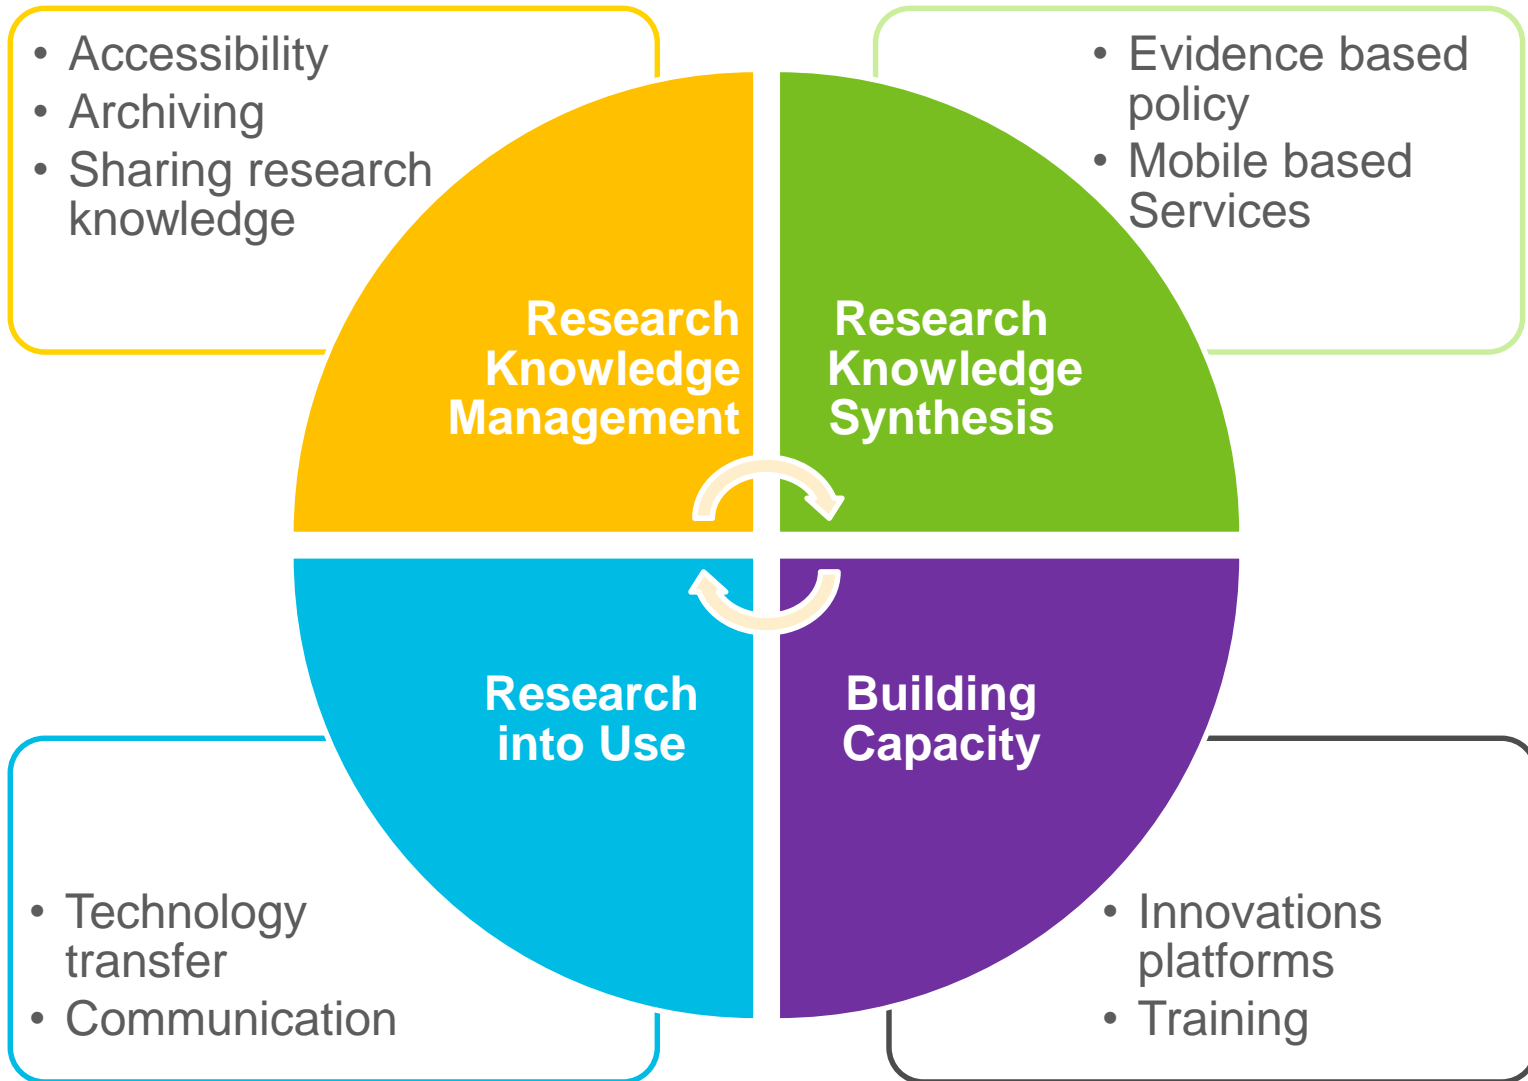 • Accessibility
• Archiving
• Sharing research
knowledge
• Evidence based
policy
• Mobile based
Services
Research
Knowledge
Management
Research
Knowledge
Synthesis
Research
into Use
Building
Capacity
• Technology
transfer
• Communication
• Innovations
platforms
• Training